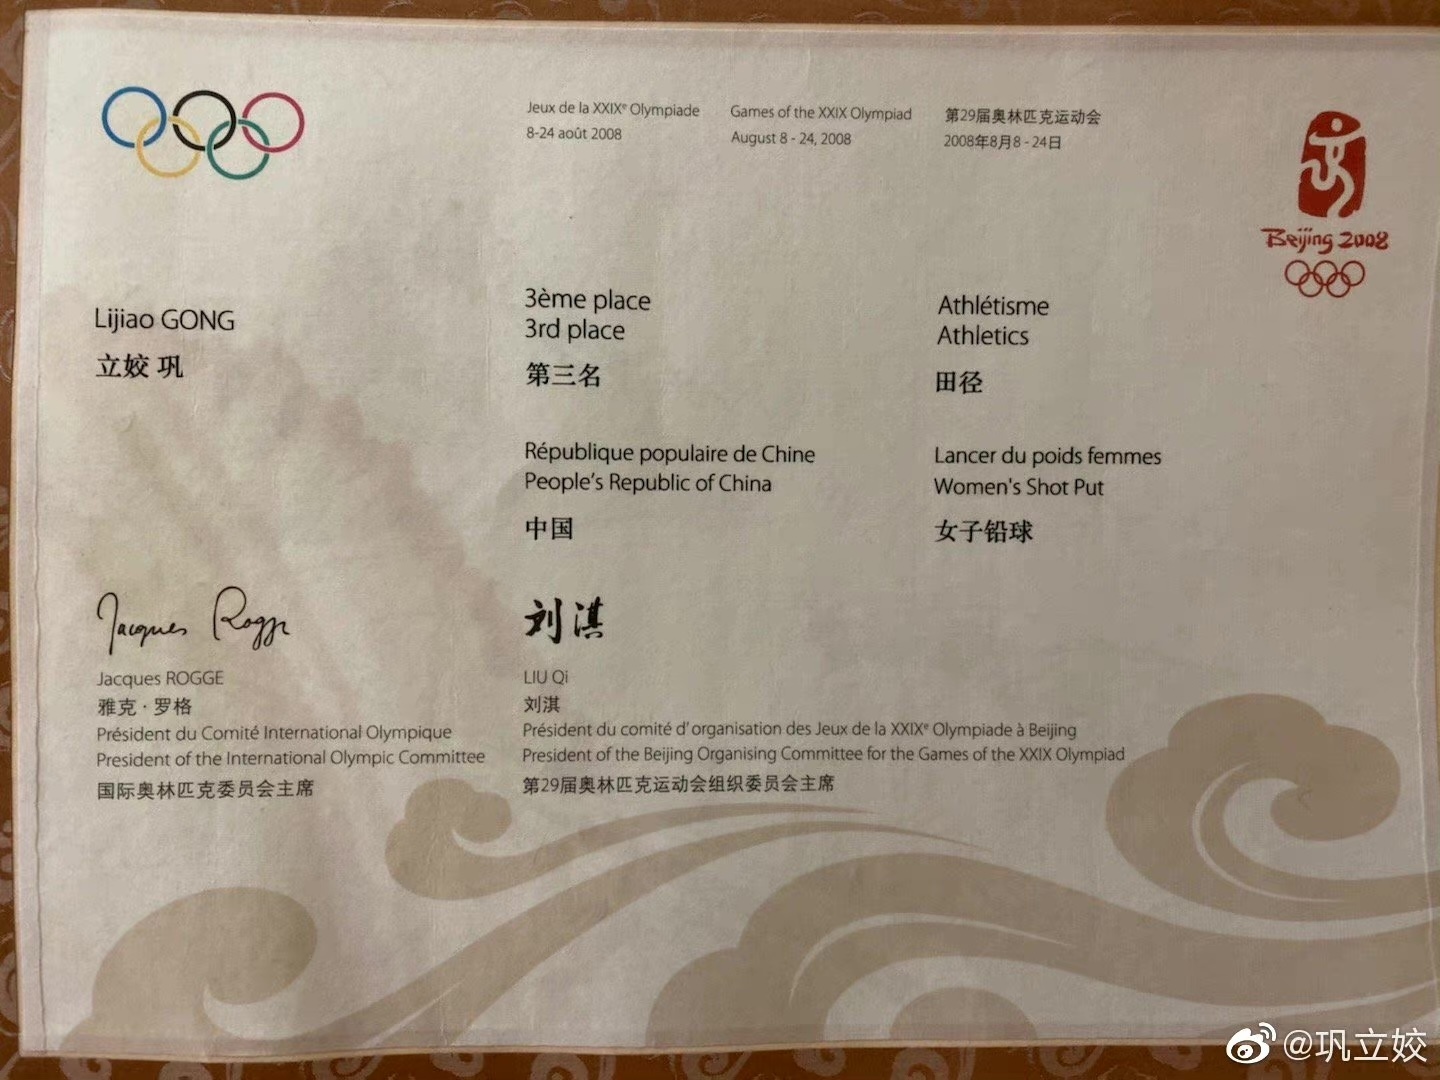 Jeux de la XXIXe Olympiade
8-24 août 2008
Games of the XXIX Olympiad
August 8 - 24, 2008
第29届奥林匹克运动会
2008年8月8 - 24日
Beijing 2008
Lijiao GONG
立姣 巩
3ème place
3rd place
第三名
Athlétisme
Athletics
田径
République populaire de Chine
People's Republic of China
中国
Lancer du poids femmes
Women's Shot Put
女子铅球
Jacques Rogge
Jacques ROGGE
雅克·罗格
Président du Comité International Olympique
President of the International Olympic Committee
国际奥林匹克委员会主席
刘淇
LIU Qi
刘淇
Président du comité d'organisation des Jeux de la XXIXe Olympiade à Beijing
President of the Beijing Organising Committee for the Games of the XXIX Olympiad
第29届奥林匹克运动会组织委员会主席
@巩立姣